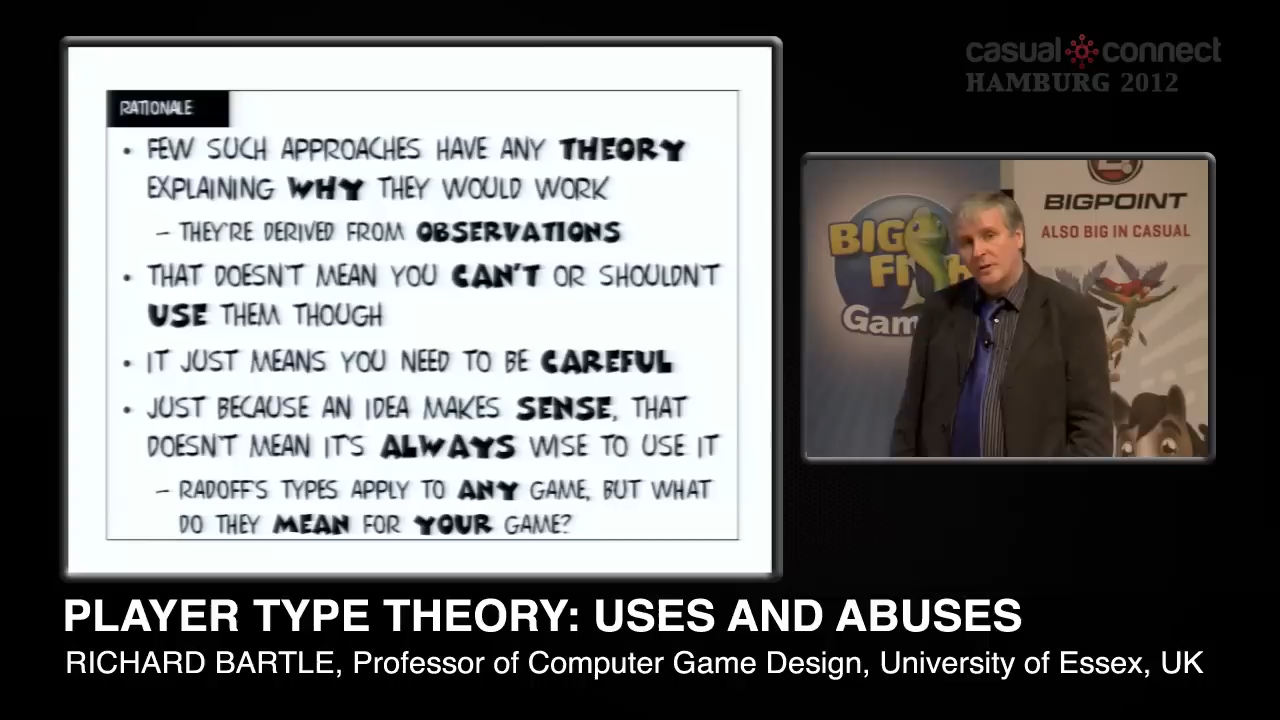 casual connect
HAMBURG 2012
RATIONALE
• FEW SUCH APPROACHES HAVE ANY THEORY
EXPLAINING WHY THEY WOULD WORK
– THEY'RE DERIVED FROM OBSERVATIONS
• THAT DOESN'T MEAN YOU CAN'T OR SHOULDN'T
USE THEM THOUGH
• IT JUST MEANS YOU NEED TO BE CAREFUL
• JUST BECAUSE AN IDEA MAKES SENSE, THAT
DOESN'T MEAN IT'S ALWAYS WISE TO USE IT
– RADOFF'S TYPES APPLY TO ANY GAME, BUT WHAT
DO THEY MEAN FOR YOUR GAME?
BIG
Gam
BIGPOINT
ALSO BIG IN CASUAL
PLAYER TYPE THEORY: USES AND ABUSES
RICHARD BARTLE, Professor of Computer Game Design, University of Essex, UK